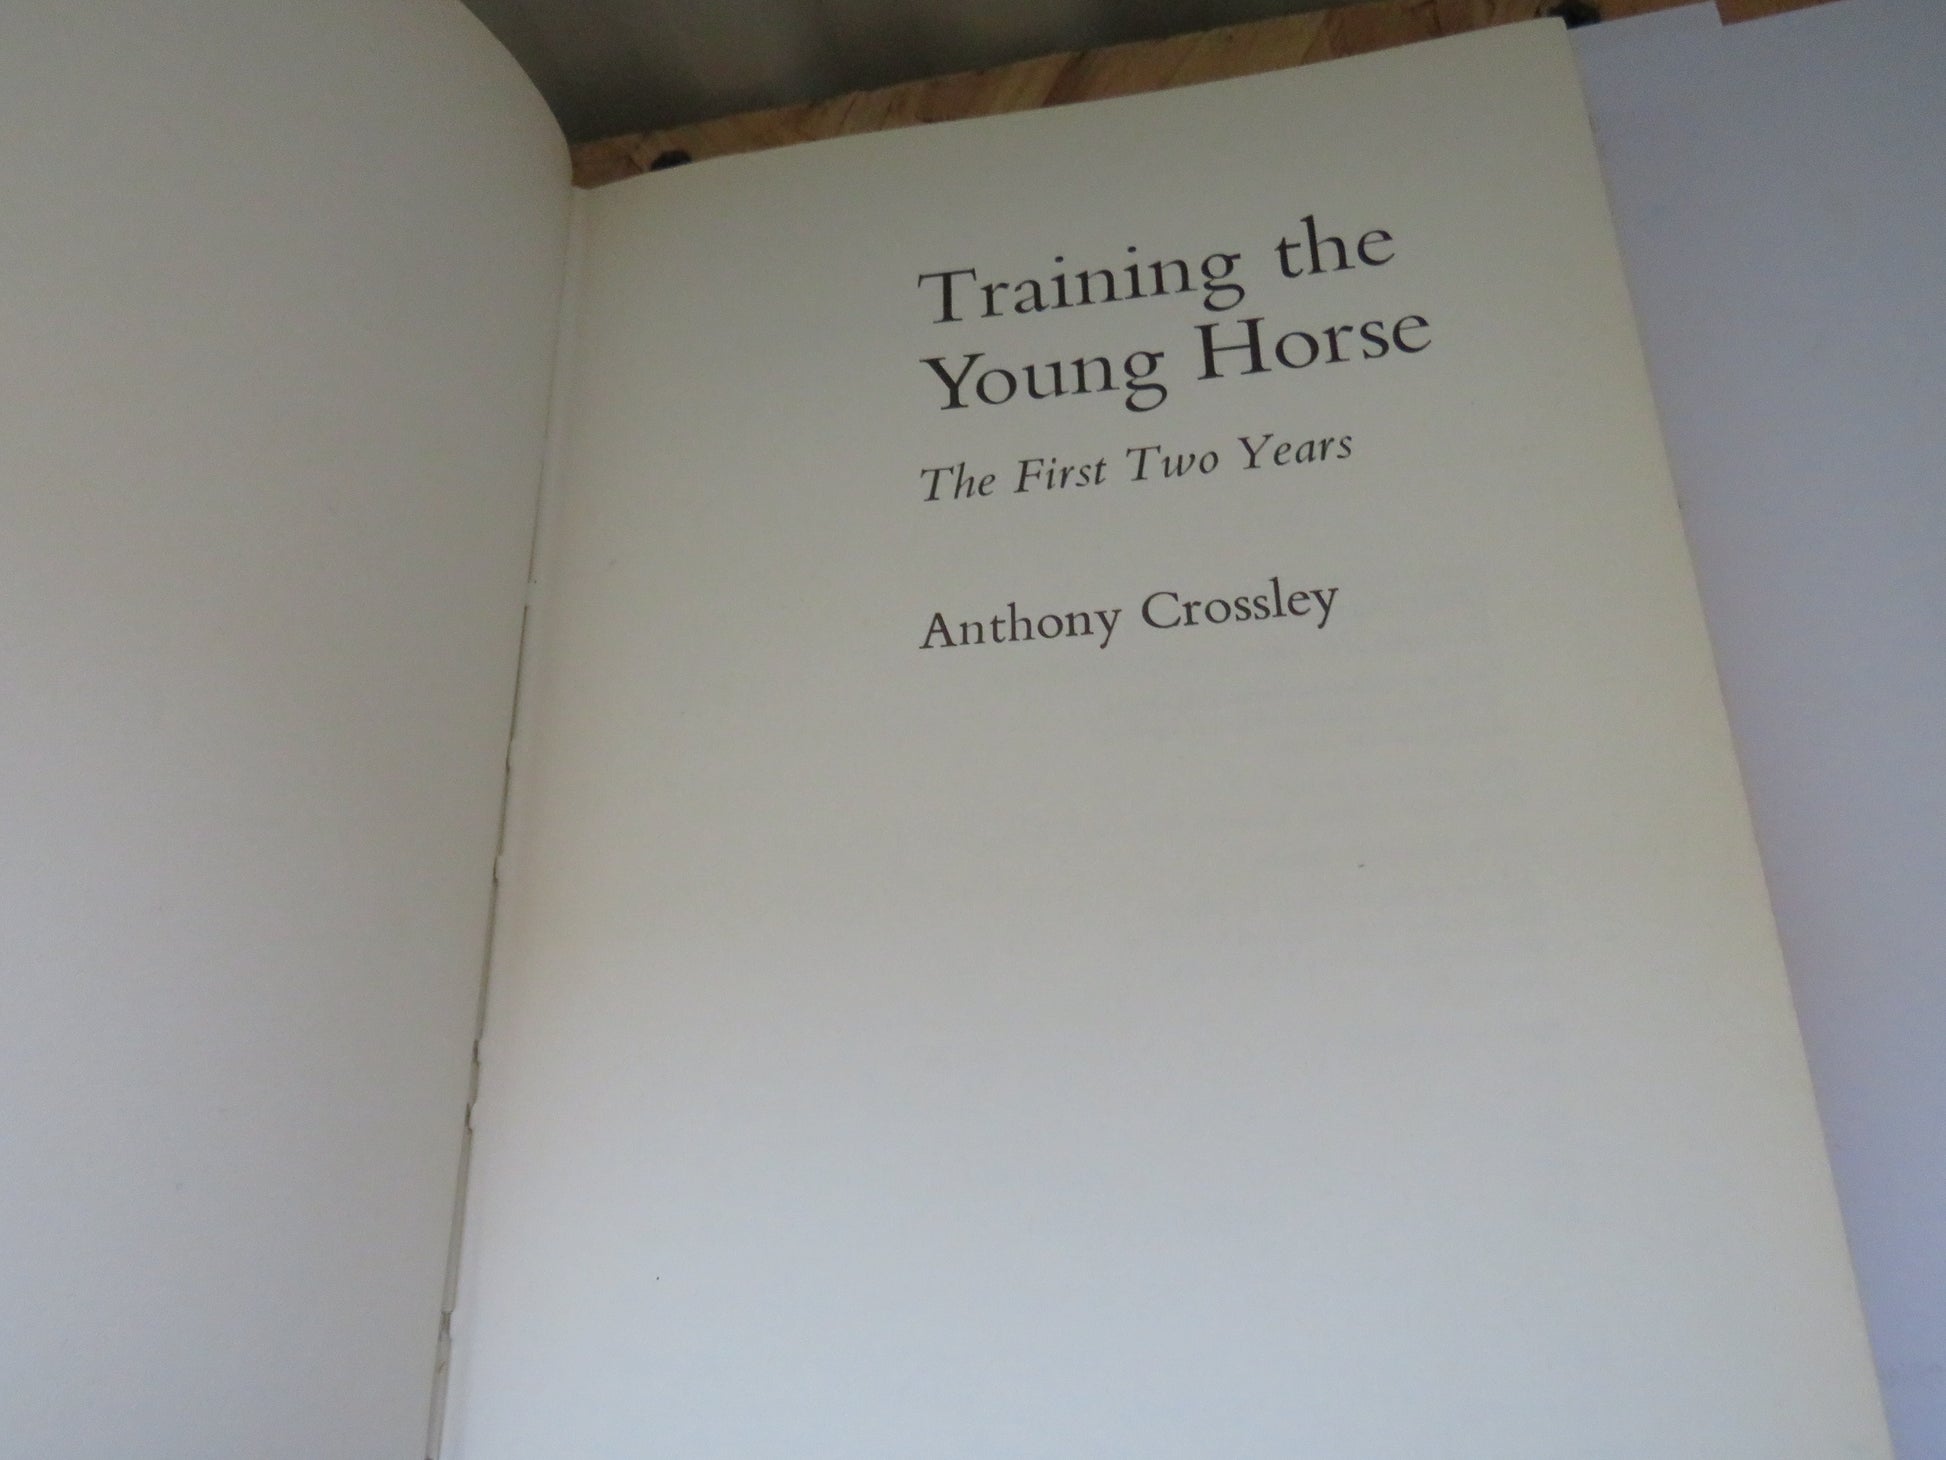 Training the
Young Horse
The First Two Years
Anthony Crossley